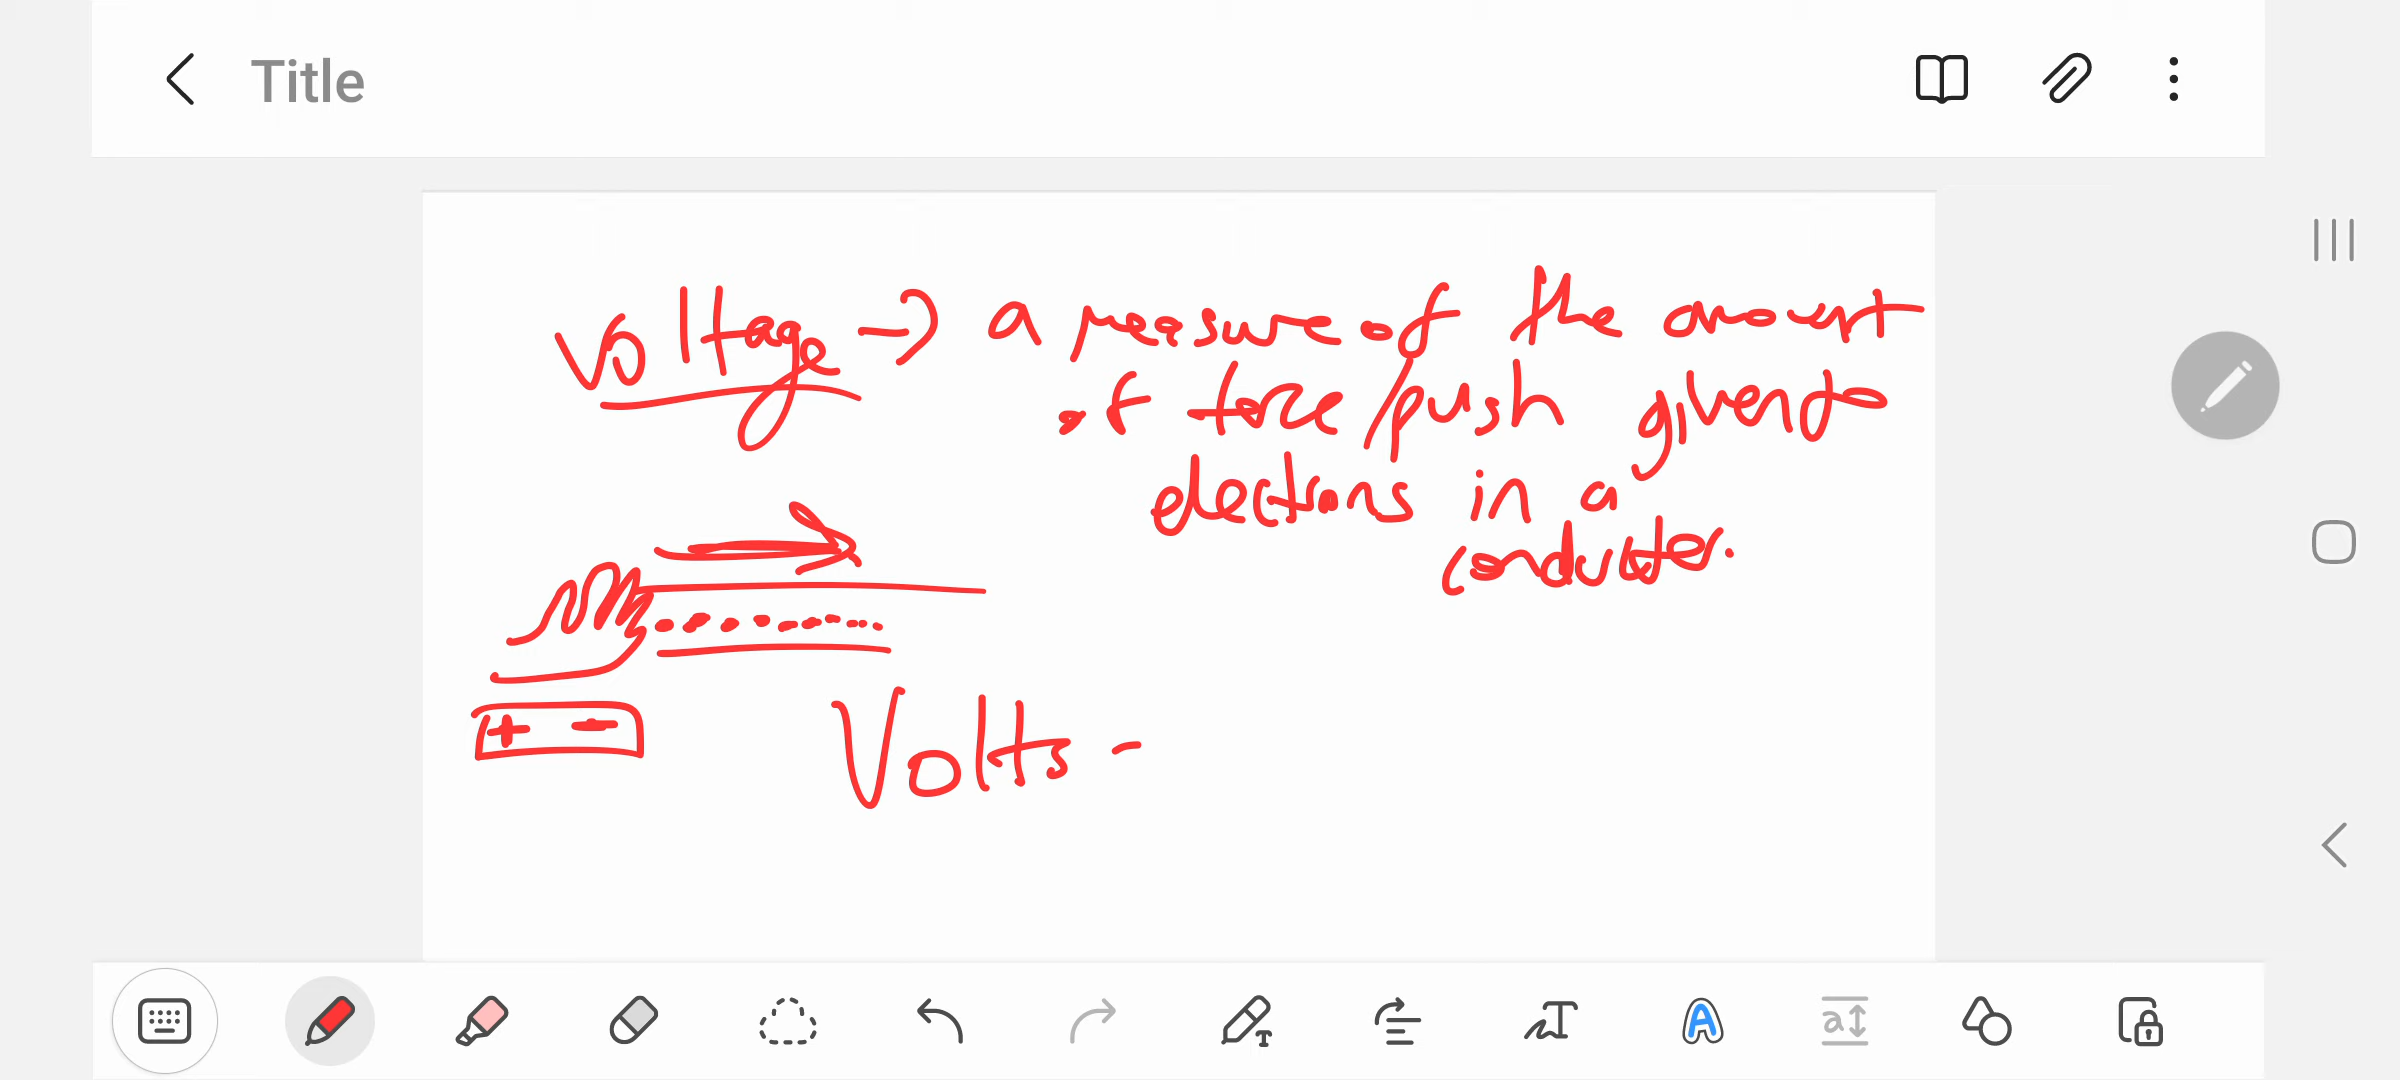 Title
Voltage → a measure of the amount
of force/push given to
electrons in a
conductor.
+ -
Volts -